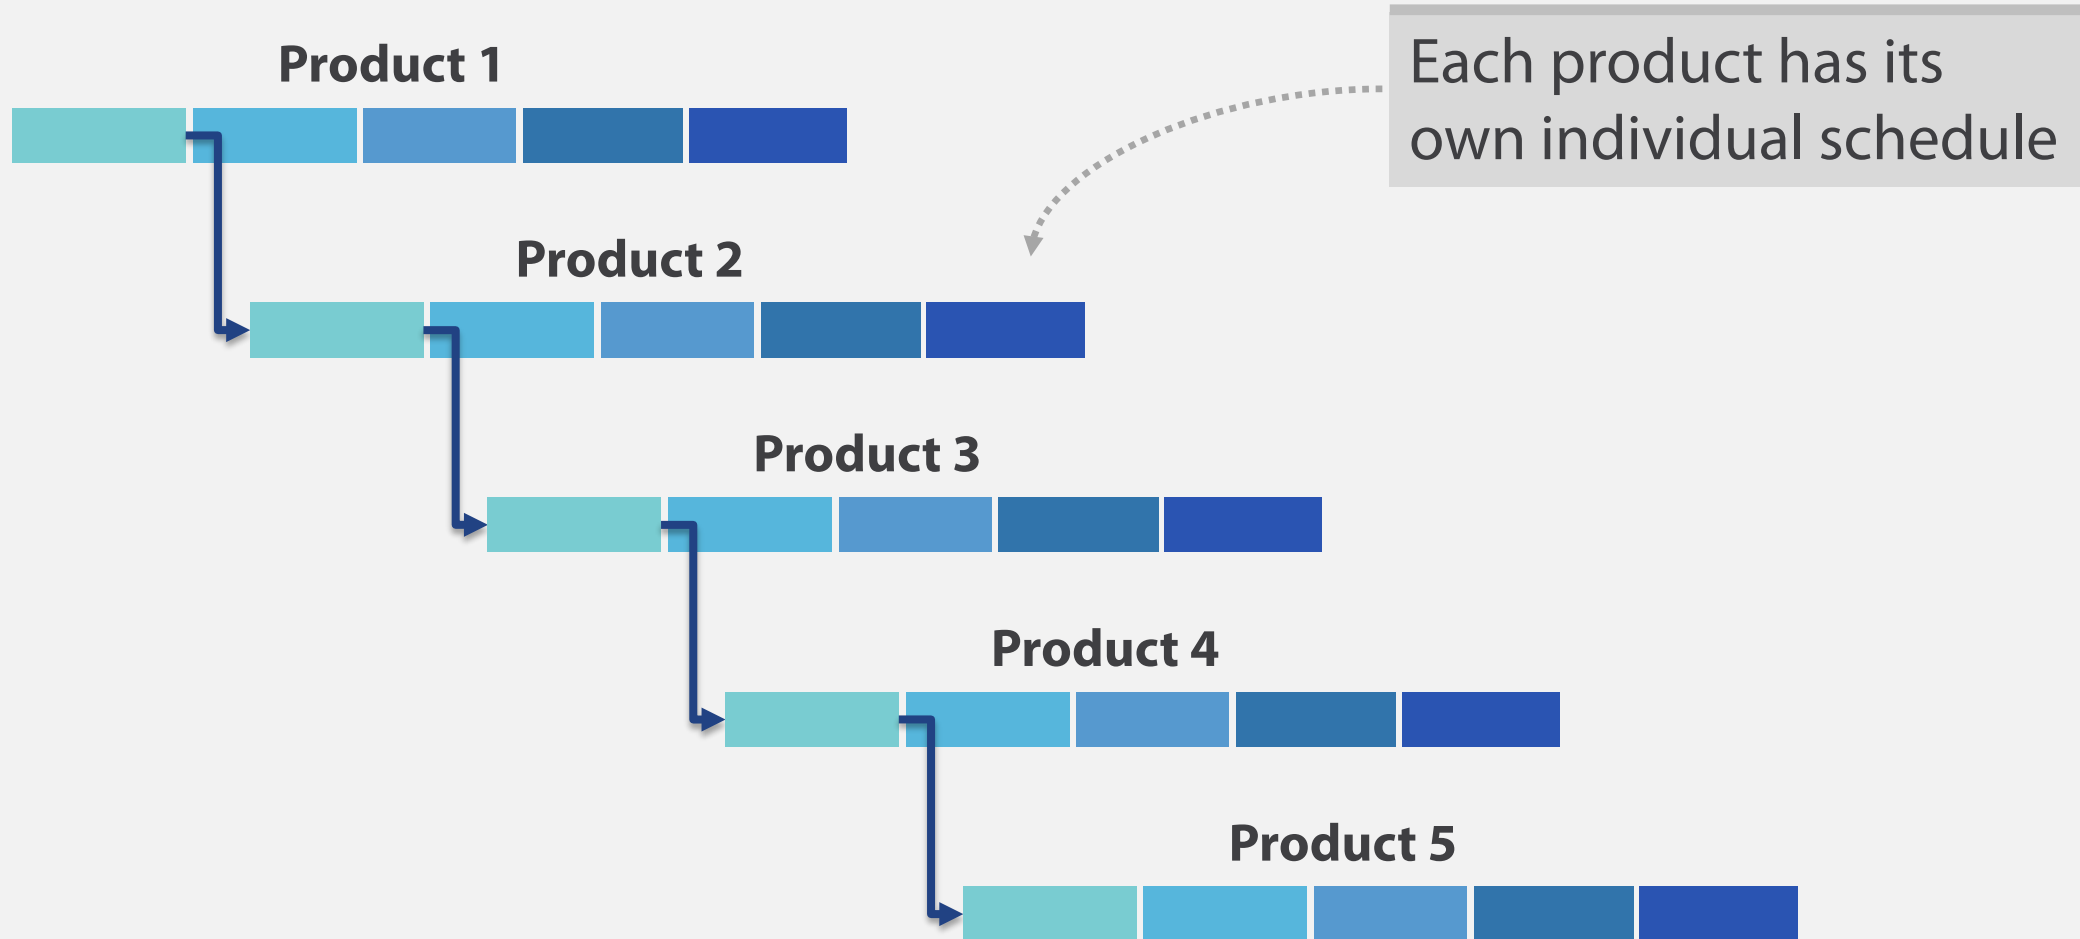 Product 1
Each product has its
own individual schedule
Product 2
Product 3
Product 4
Product 5